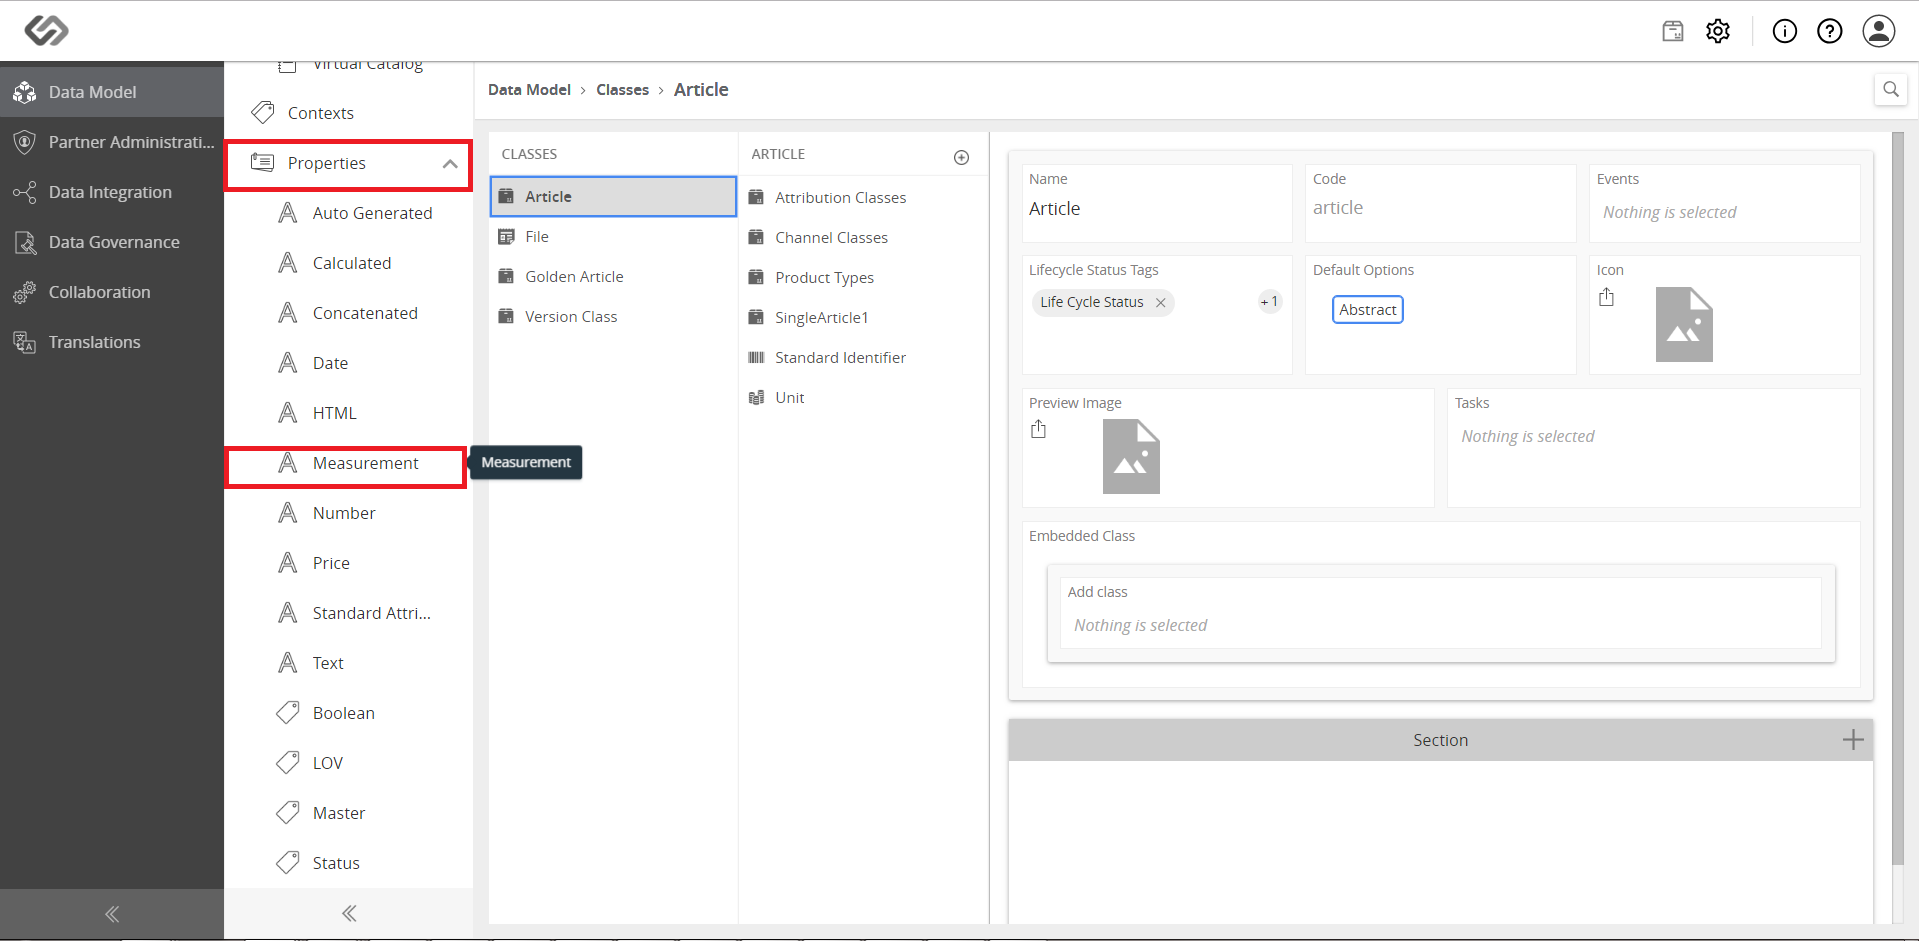 Data Model
Partner Administrati...
Data Integration
Data Governance
Collaboration
Translations
Virtual Catalog
Contexts
Properties
Auto Generated
Calculated
Concatenated
Date
HTML
Measurement
Measurement
Number
Price
Standard Attri...
Text
Boolean
LOV
Master
Status
Data Model > Classes > Article
CLASSES
Article
File
Golden Article
Version Class
ARTICLE
Attribution Classes
Channel Classes
Product Types
SingleArticle1
Standard Identifier
Unit
Name
Article
Code
article
Events
Nothing is selected
Lifecycle Status Tags
Life Cycle Status
+1
Default Options
Abstract
Icon
Preview Image
Tasks
Nothing is selected
Embedded Class
Add class
Nothing is selected
Section